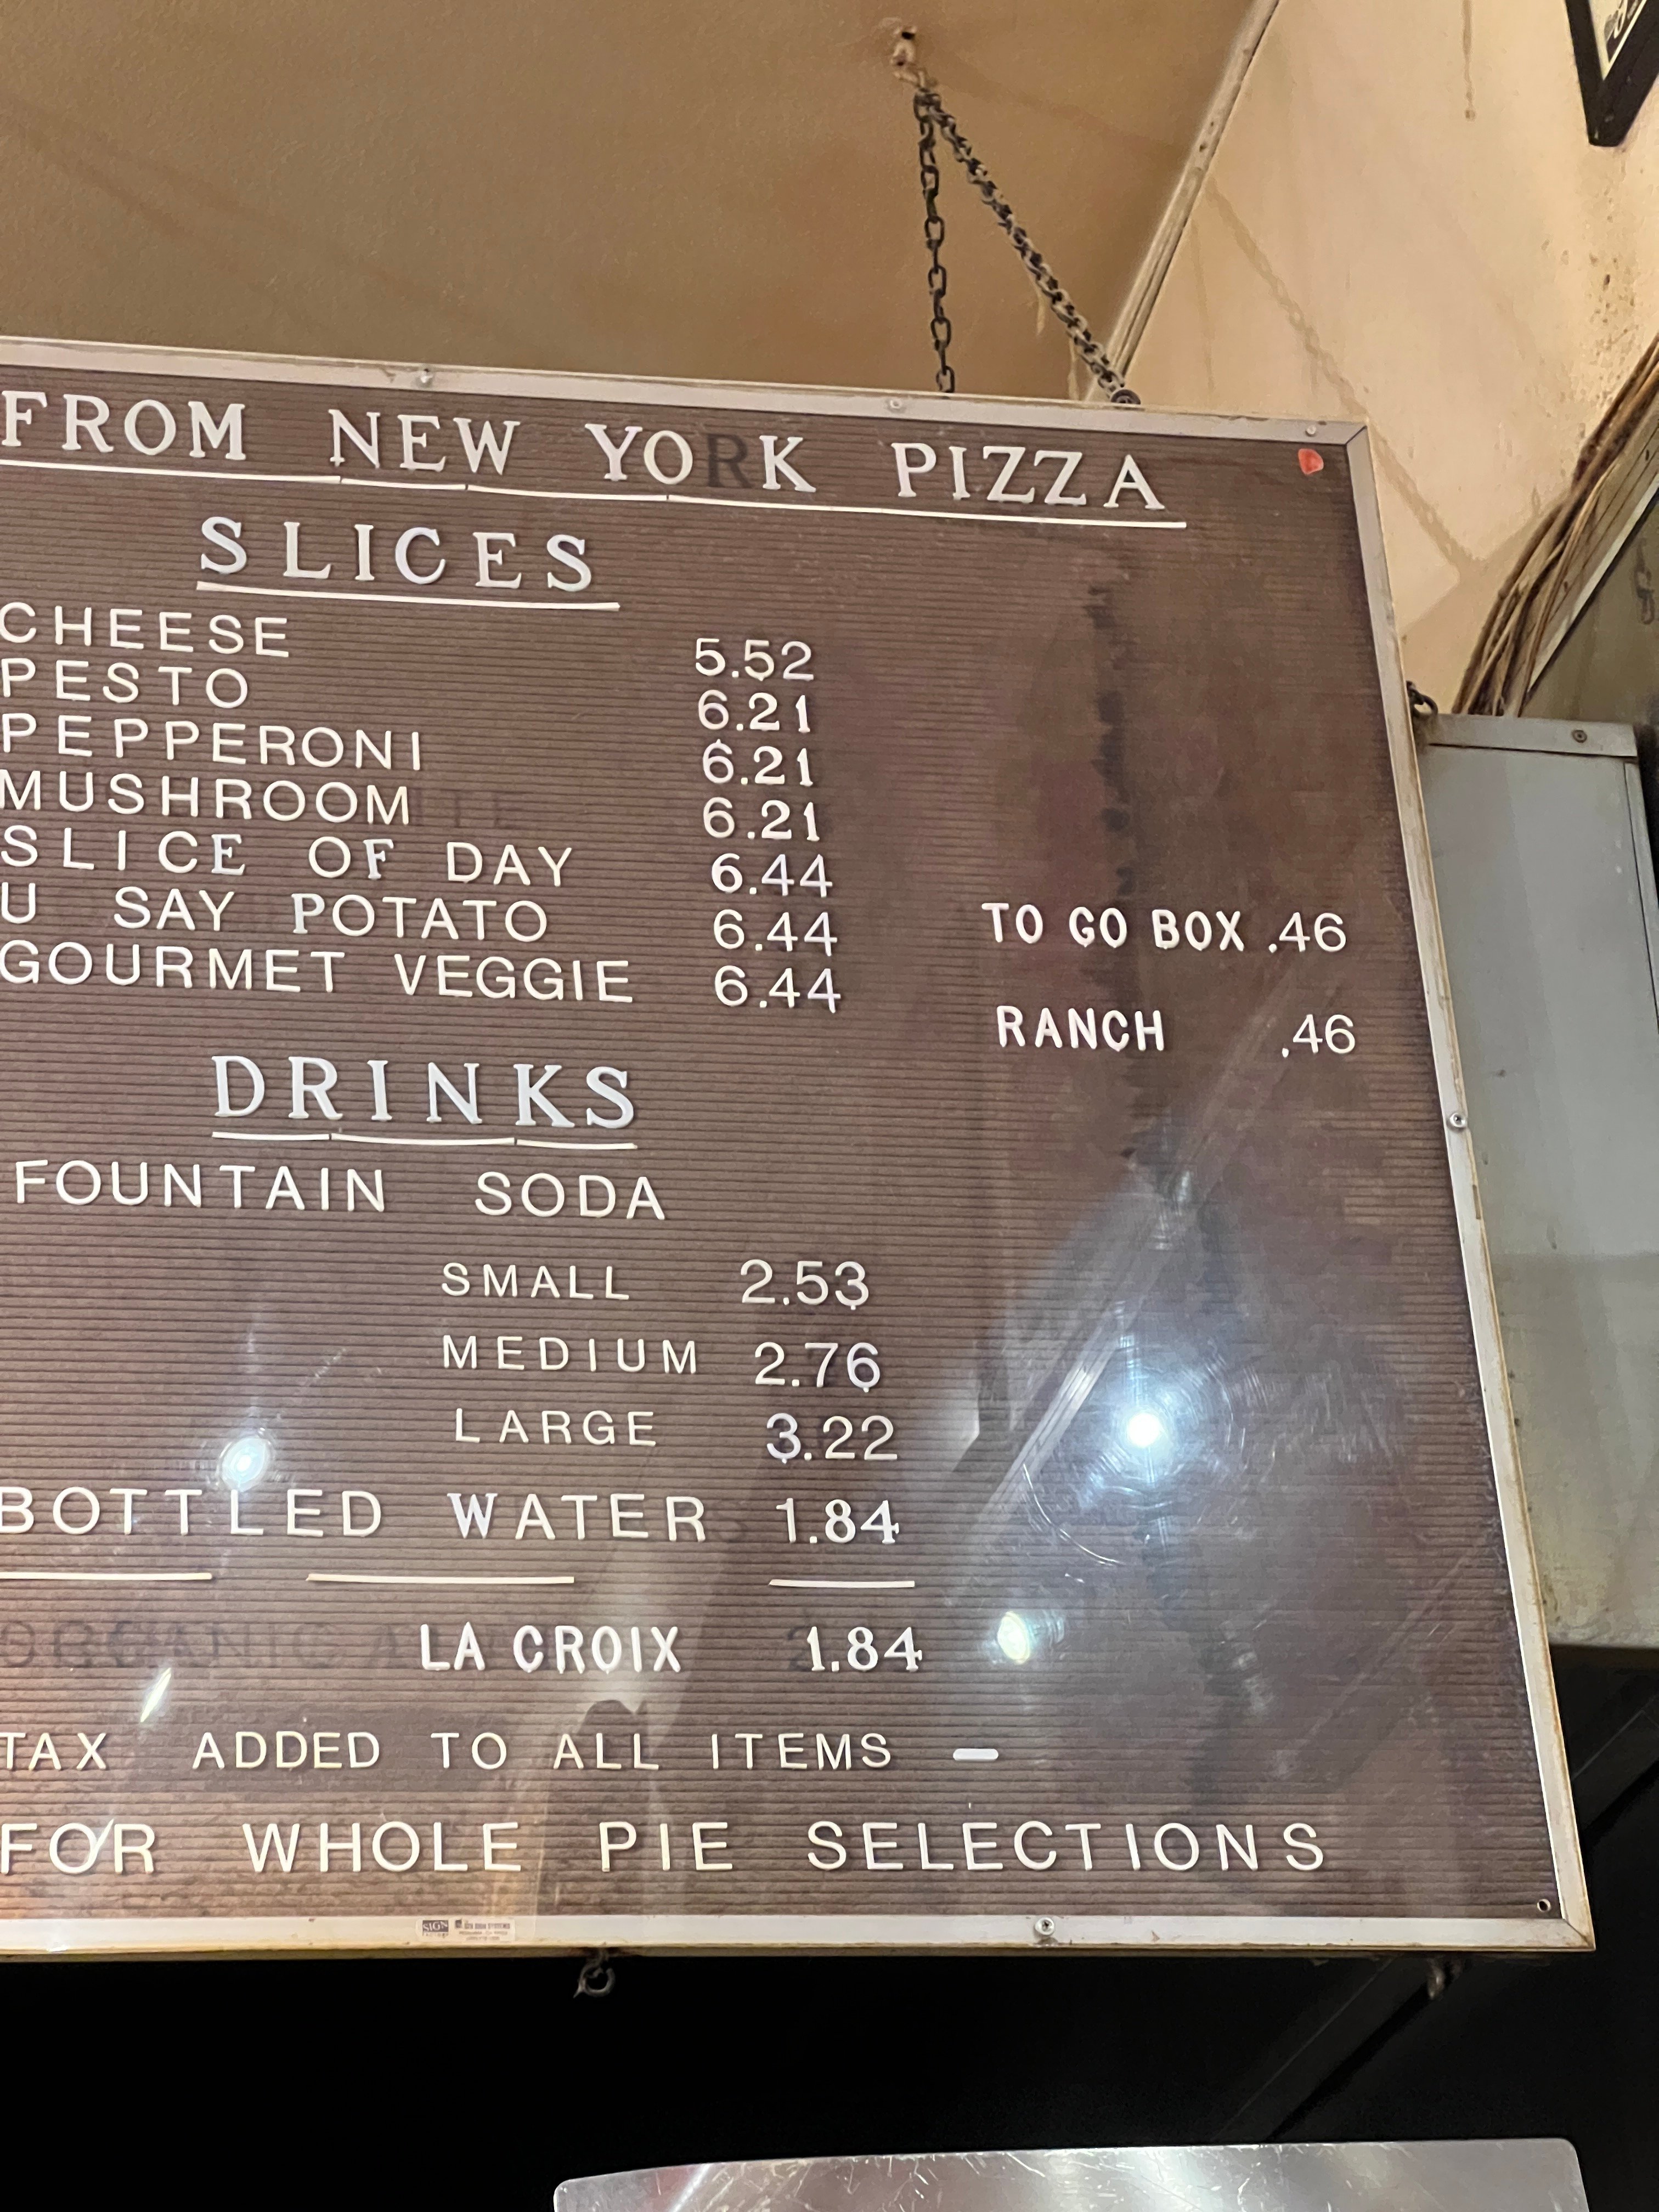 FROM NEW YORK PIZZA
SLICES
CHEESE 5.52
PESTO 6.21
PEPPERONI 6.21
MUSHROOM 6.21
SLICE OF DAY 6.44
U SAY POTATO 6.44
GOURMET VEGGIE 6.44
TO GO BOX .46
RANCH .46
DRINKS
FOUNTAIN SODA
SMALL 2.53
MEDIUM 2.76
LARGE 3.22
BOTTLED WATER 1.84
ORGANIC
LA CROIX 1.84
TAX ADDED TO ALL ITEMS -
FOR WHOLE PIE SELECTIONS
SIGN